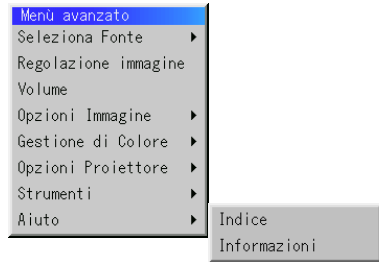 Menù avanzato
Seleziona Fonte
Regolazione immagine
Volume
Opzioni Immagine
Gestione di Colore
Opzioni Proiettore
Strumenti
Aiuto
Indice
Informazioni